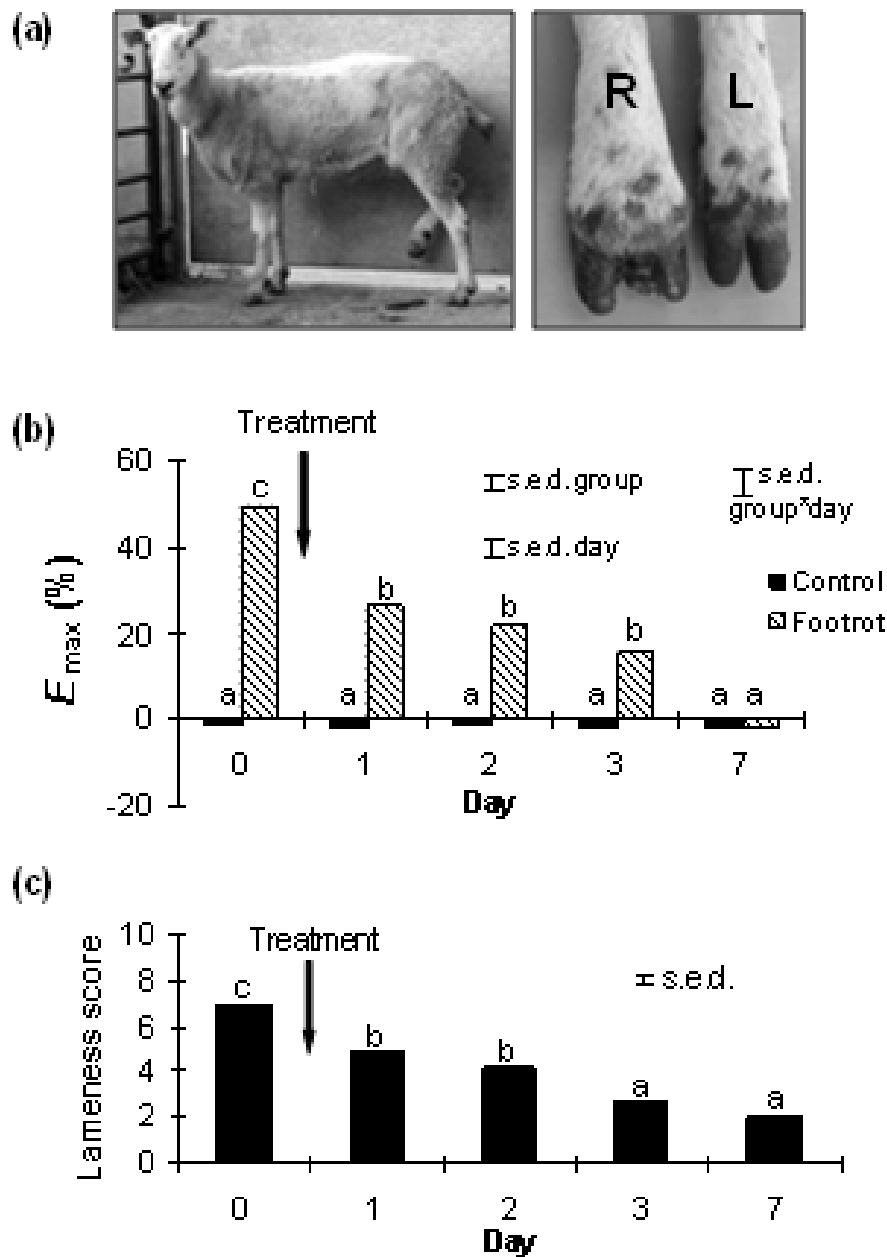 (a)
R L
(b)
Treatment
60
40
20
0
-20
E max (%)
c
b
b
b
a a a a a a
s.e.d. group
s.e.d. day
s.e.d.
group*day
Control
Footrot
0 1 2 3 7
Day
(c)
Treatment
10
8
6
4
2
0
Lameness score
c
b
b
a
a
s.e.d.
0 1 2 3 7
Day